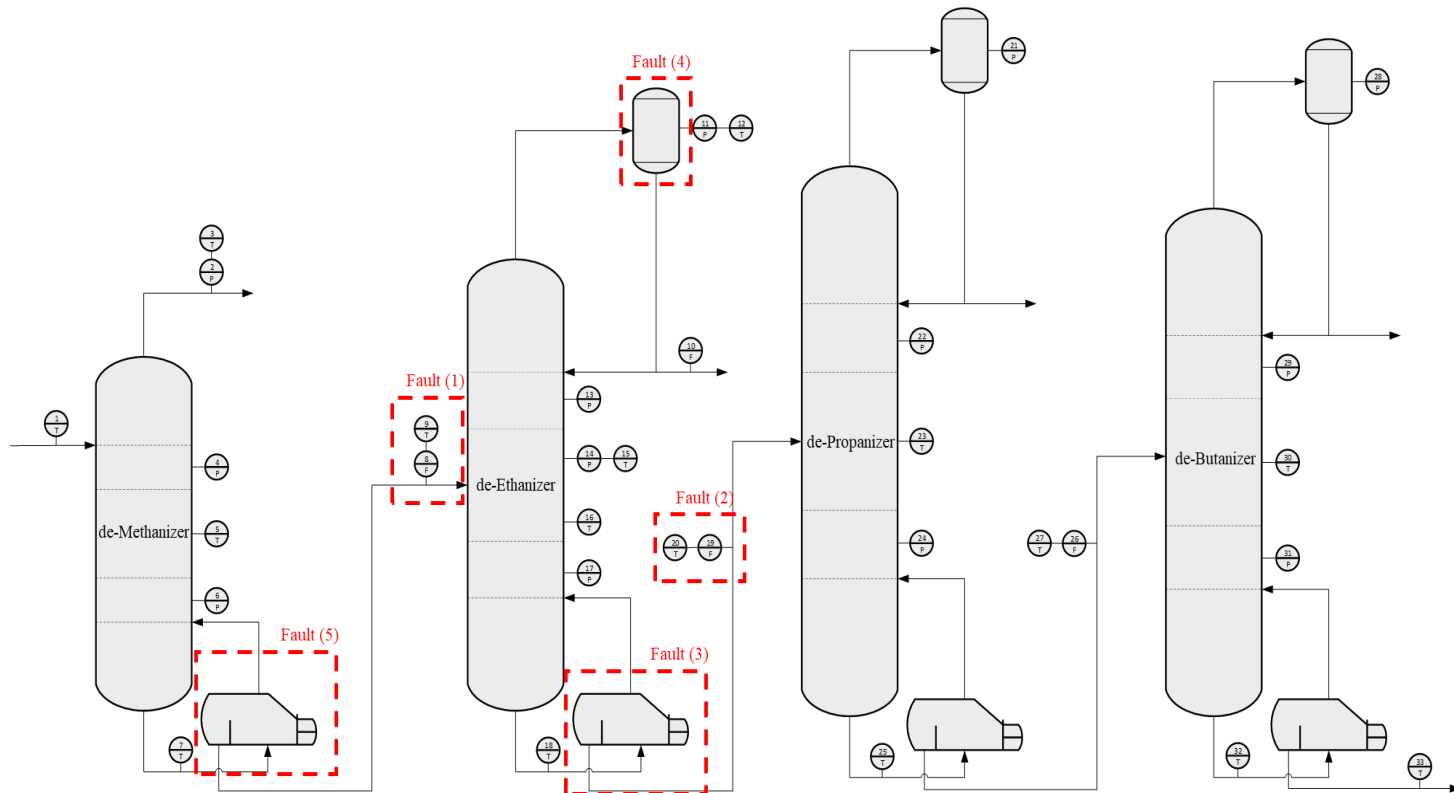 Fault (4)
21
P
28
P
11
P
12
T
3
T
2
P
10
F
22
P
29
P
Fault (1)
9
T
8
F
13
P
14
P
15
T
1
T
4
P
de-Methanizer
5
T
6
P
de-Ethanizer
16
T
17
P
Fault (2)
20
T
19
F
de-Propanizer
23
T
24
P
27
T
26
F
de-Butanizer
30
T
31
P
Fault (5)
7
T
Fault (3)
18
T
25
T
32
T
33
T